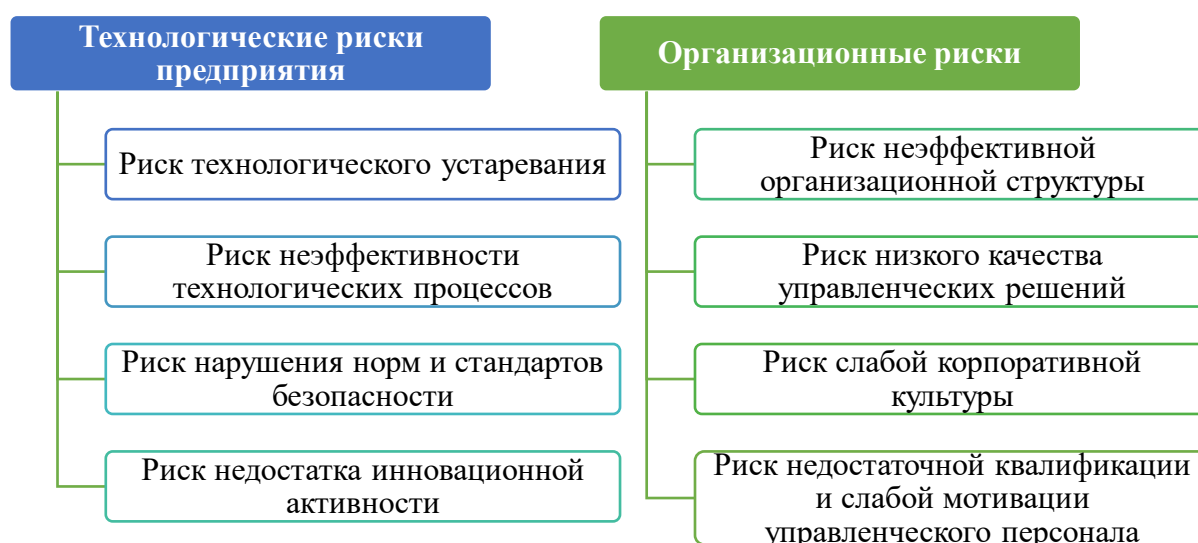 Технологические риски
предприятия
Риск технологического устаревания
Риск неэффективности
технологических процессов
Риск нарушения норм и стандартов
безопасности
Риск недостатка инновационной
активности
Организационные риски
Риск неэффективной
организационной структуры
Риск низкого качества
управленческих решений
Риск слабой корпоративной
культуры
Риск недостаточной квалификации
и слабой мотивации
управленческого персонала